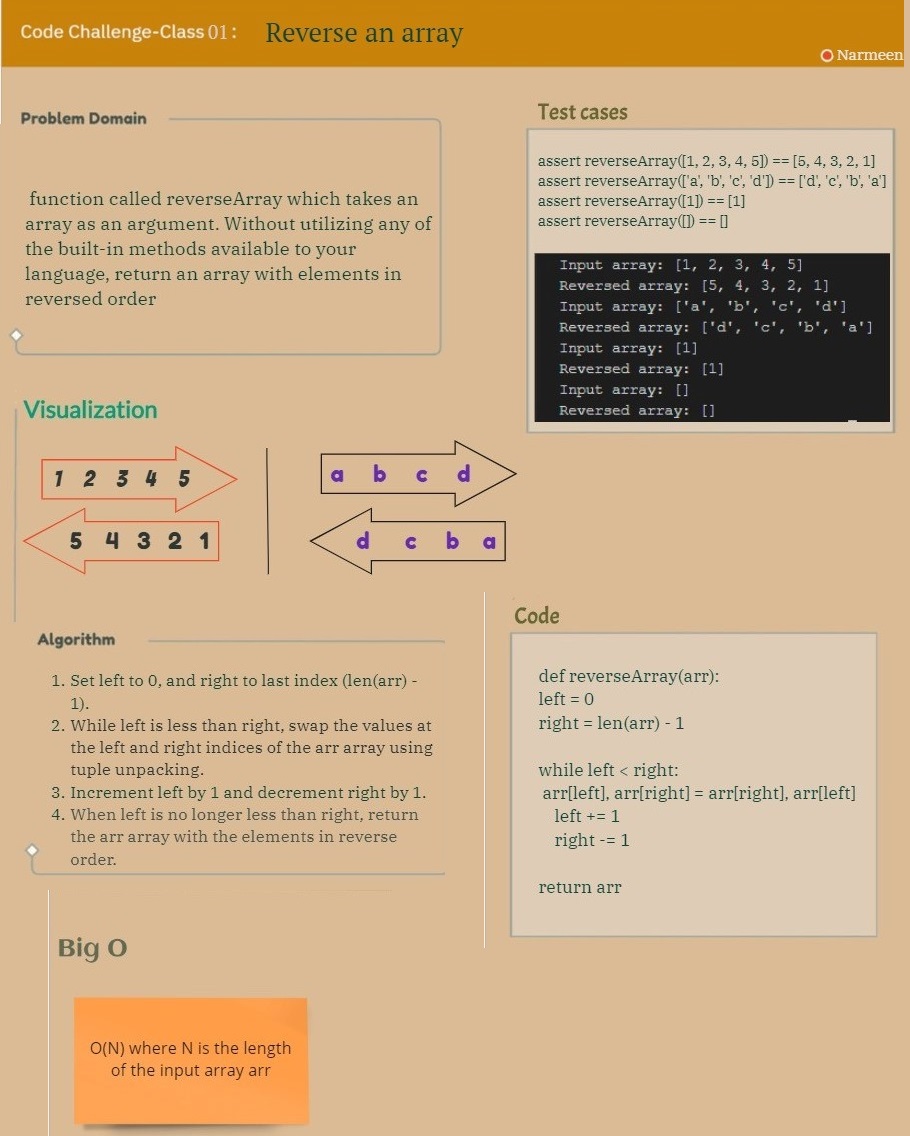 Code Challenge-Class 01: Reverse an array
Narmeen
Problem Domain
function called reverseArray which takes an
array as an argument. Without utilizing any of
the built-in methods available to your
language, return an array with elements in
reversed order
Test cases
assert reverseArray([1, 2, 3, 4, 5]) == [5, 4, 3, 2, 1]
assert reverseArray(['a', 'b', 'c', 'd']) == ['d', 'c', 'b', 'a']
assert reverseArray([1]) == [1]
assert reverseArray([]) == []
Input array: [1, 2, 3, 4, 5]
Reversed array: [5, 4, 3, 2, 1]
Input array: ['a', 'b', 'c', 'd']
Reversed array: ['d', 'c', 'b', 'a']
Input array: [1]
Reversed array: [1]
Input array: []
Reversed array: []
Visualization
1 2 3 4 5
5 4 3 2 1
a b c d
d c b a
Algorithm
1. Set left to 0, and right to last index (len(arr) -
1).
2. While left is less than right, swap the values at
the left and right indices of the arr array using
tuple unpacking.
3. Increment left by 1 and decrement right by 1.
4. When left is no longer less than right, return
the arr array with the elements in reverse
order.
Code
def reverseArray(arr):
left = 0
right = len(arr) - 1
while left < right:
arr[left], arr[right] = arr[right], arr[left]
left += 1
right -= 1
return arr
Big O
O(N) where N is the length
of the input array arr